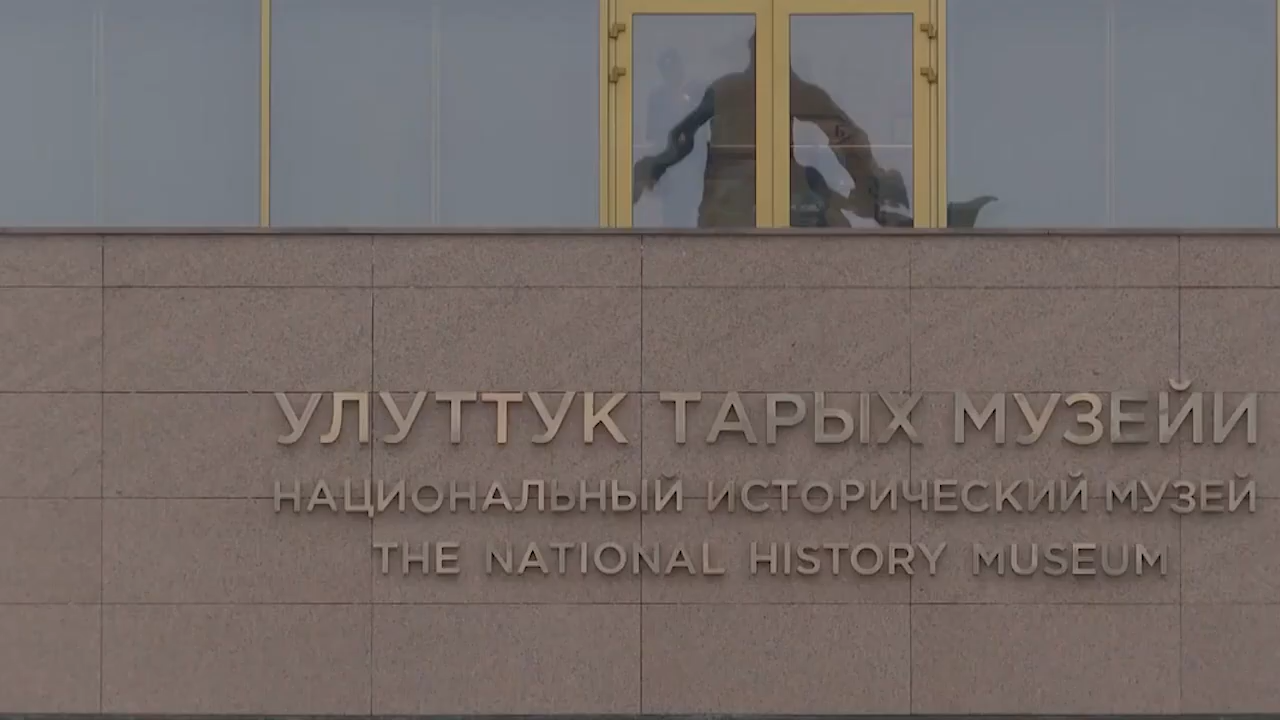 УЛУТТУК ТАРЫХ МУЗЕЙИ
НАЦИОНАЛЬНЫЙ ИСТОРИЧЕСКИЙ МУЗЕЙ
THE NATIONAL HISTORY MUSEUM